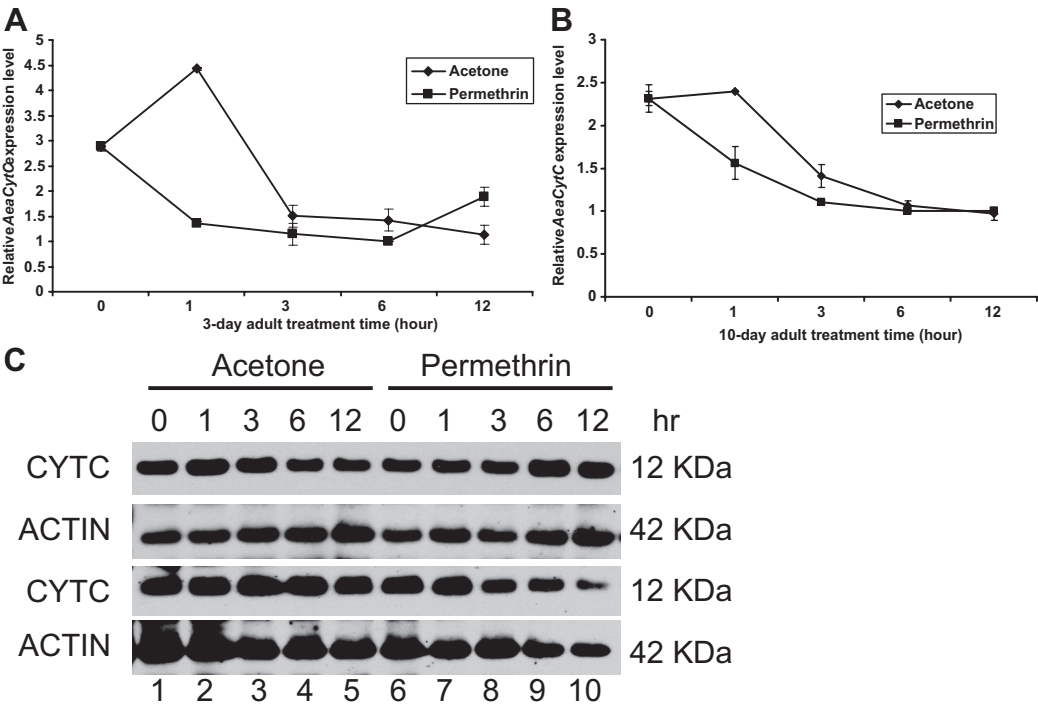 A
Relative AeaCytC expression level
5
4.5
4
3.5
3
2.5
2
1.5
1
0.5
0
Acetone
Permethrin
0 1 3 6 12
3-day adult treatment time (hour)
B
Relative AeaCytC expression level
3
2.5
2
1.5
1
0.5
0
Acetone
Permethrin
0 1 3 6 12
10-day adult treatment time (hour)
C
Acetone Permethrin
0 1 3 6 12 0 1 3 6 12 hr
CYTC 12 KDa
ACTIN 42 KDa
CYTC 12 KDa
ACTIN 42 KDa
1 2 3 4 5 6 7 8 9 10